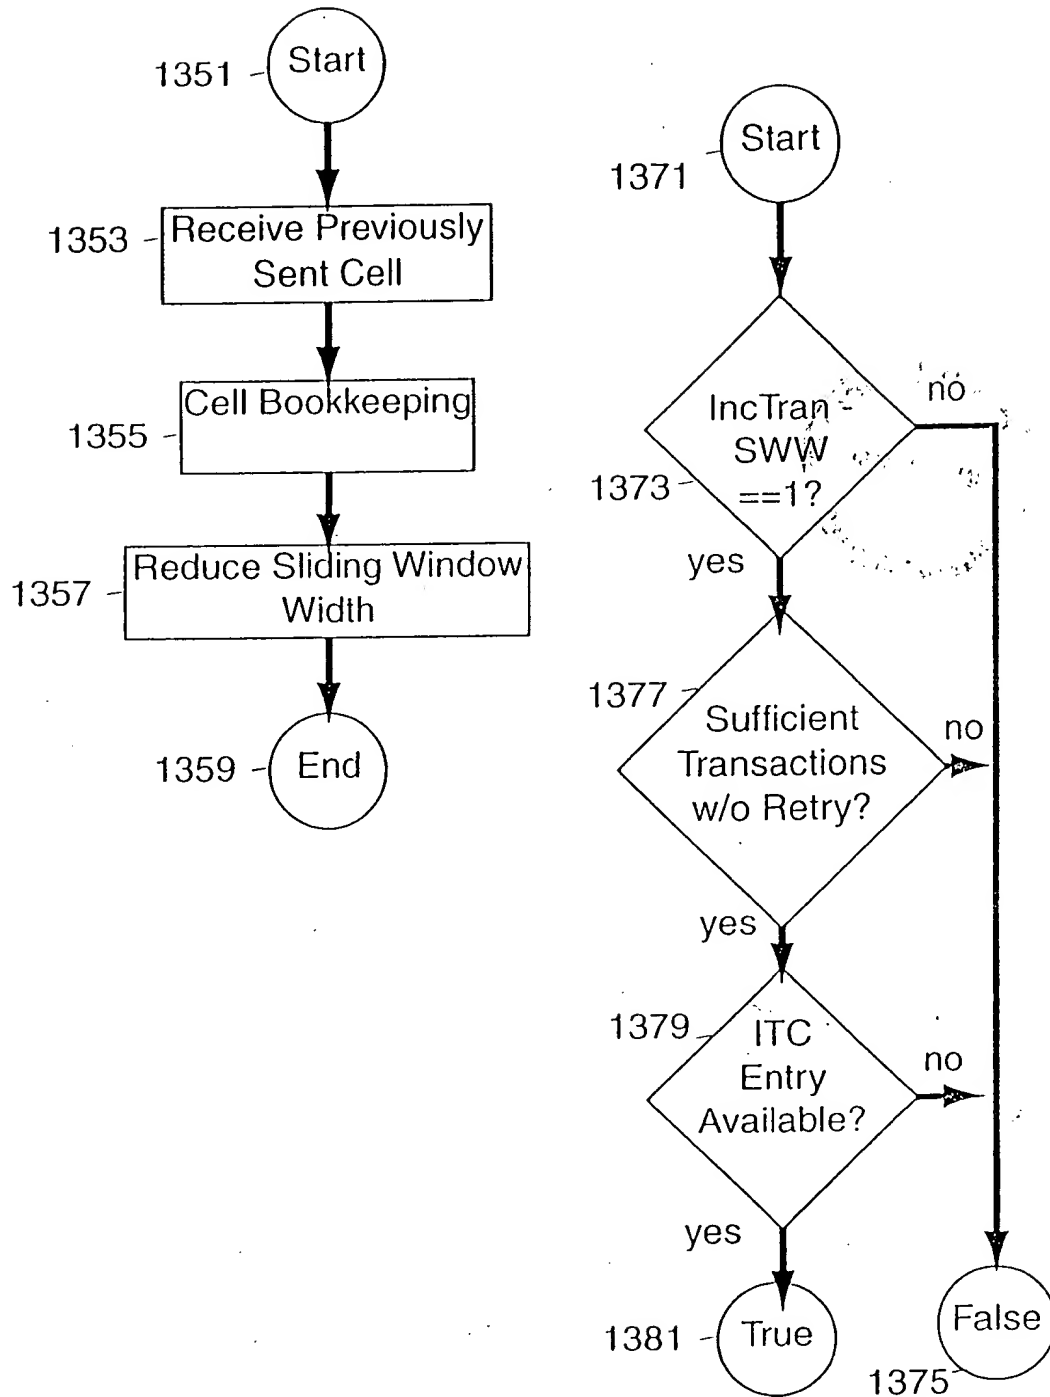 1351
Start
1353
Receive Previously
Sent Cell
1355
Cell Bookkeeping
1357
Reduce Sliding Window
Width
1359
End
1371
Start
1373
IncTran -
SWW
==1?
no
yes
1377
Sufficient
Transactions
w/o Retry?
no
yes
1379
ITC
Entry
Available?
no
yes
1381
True
1375
False